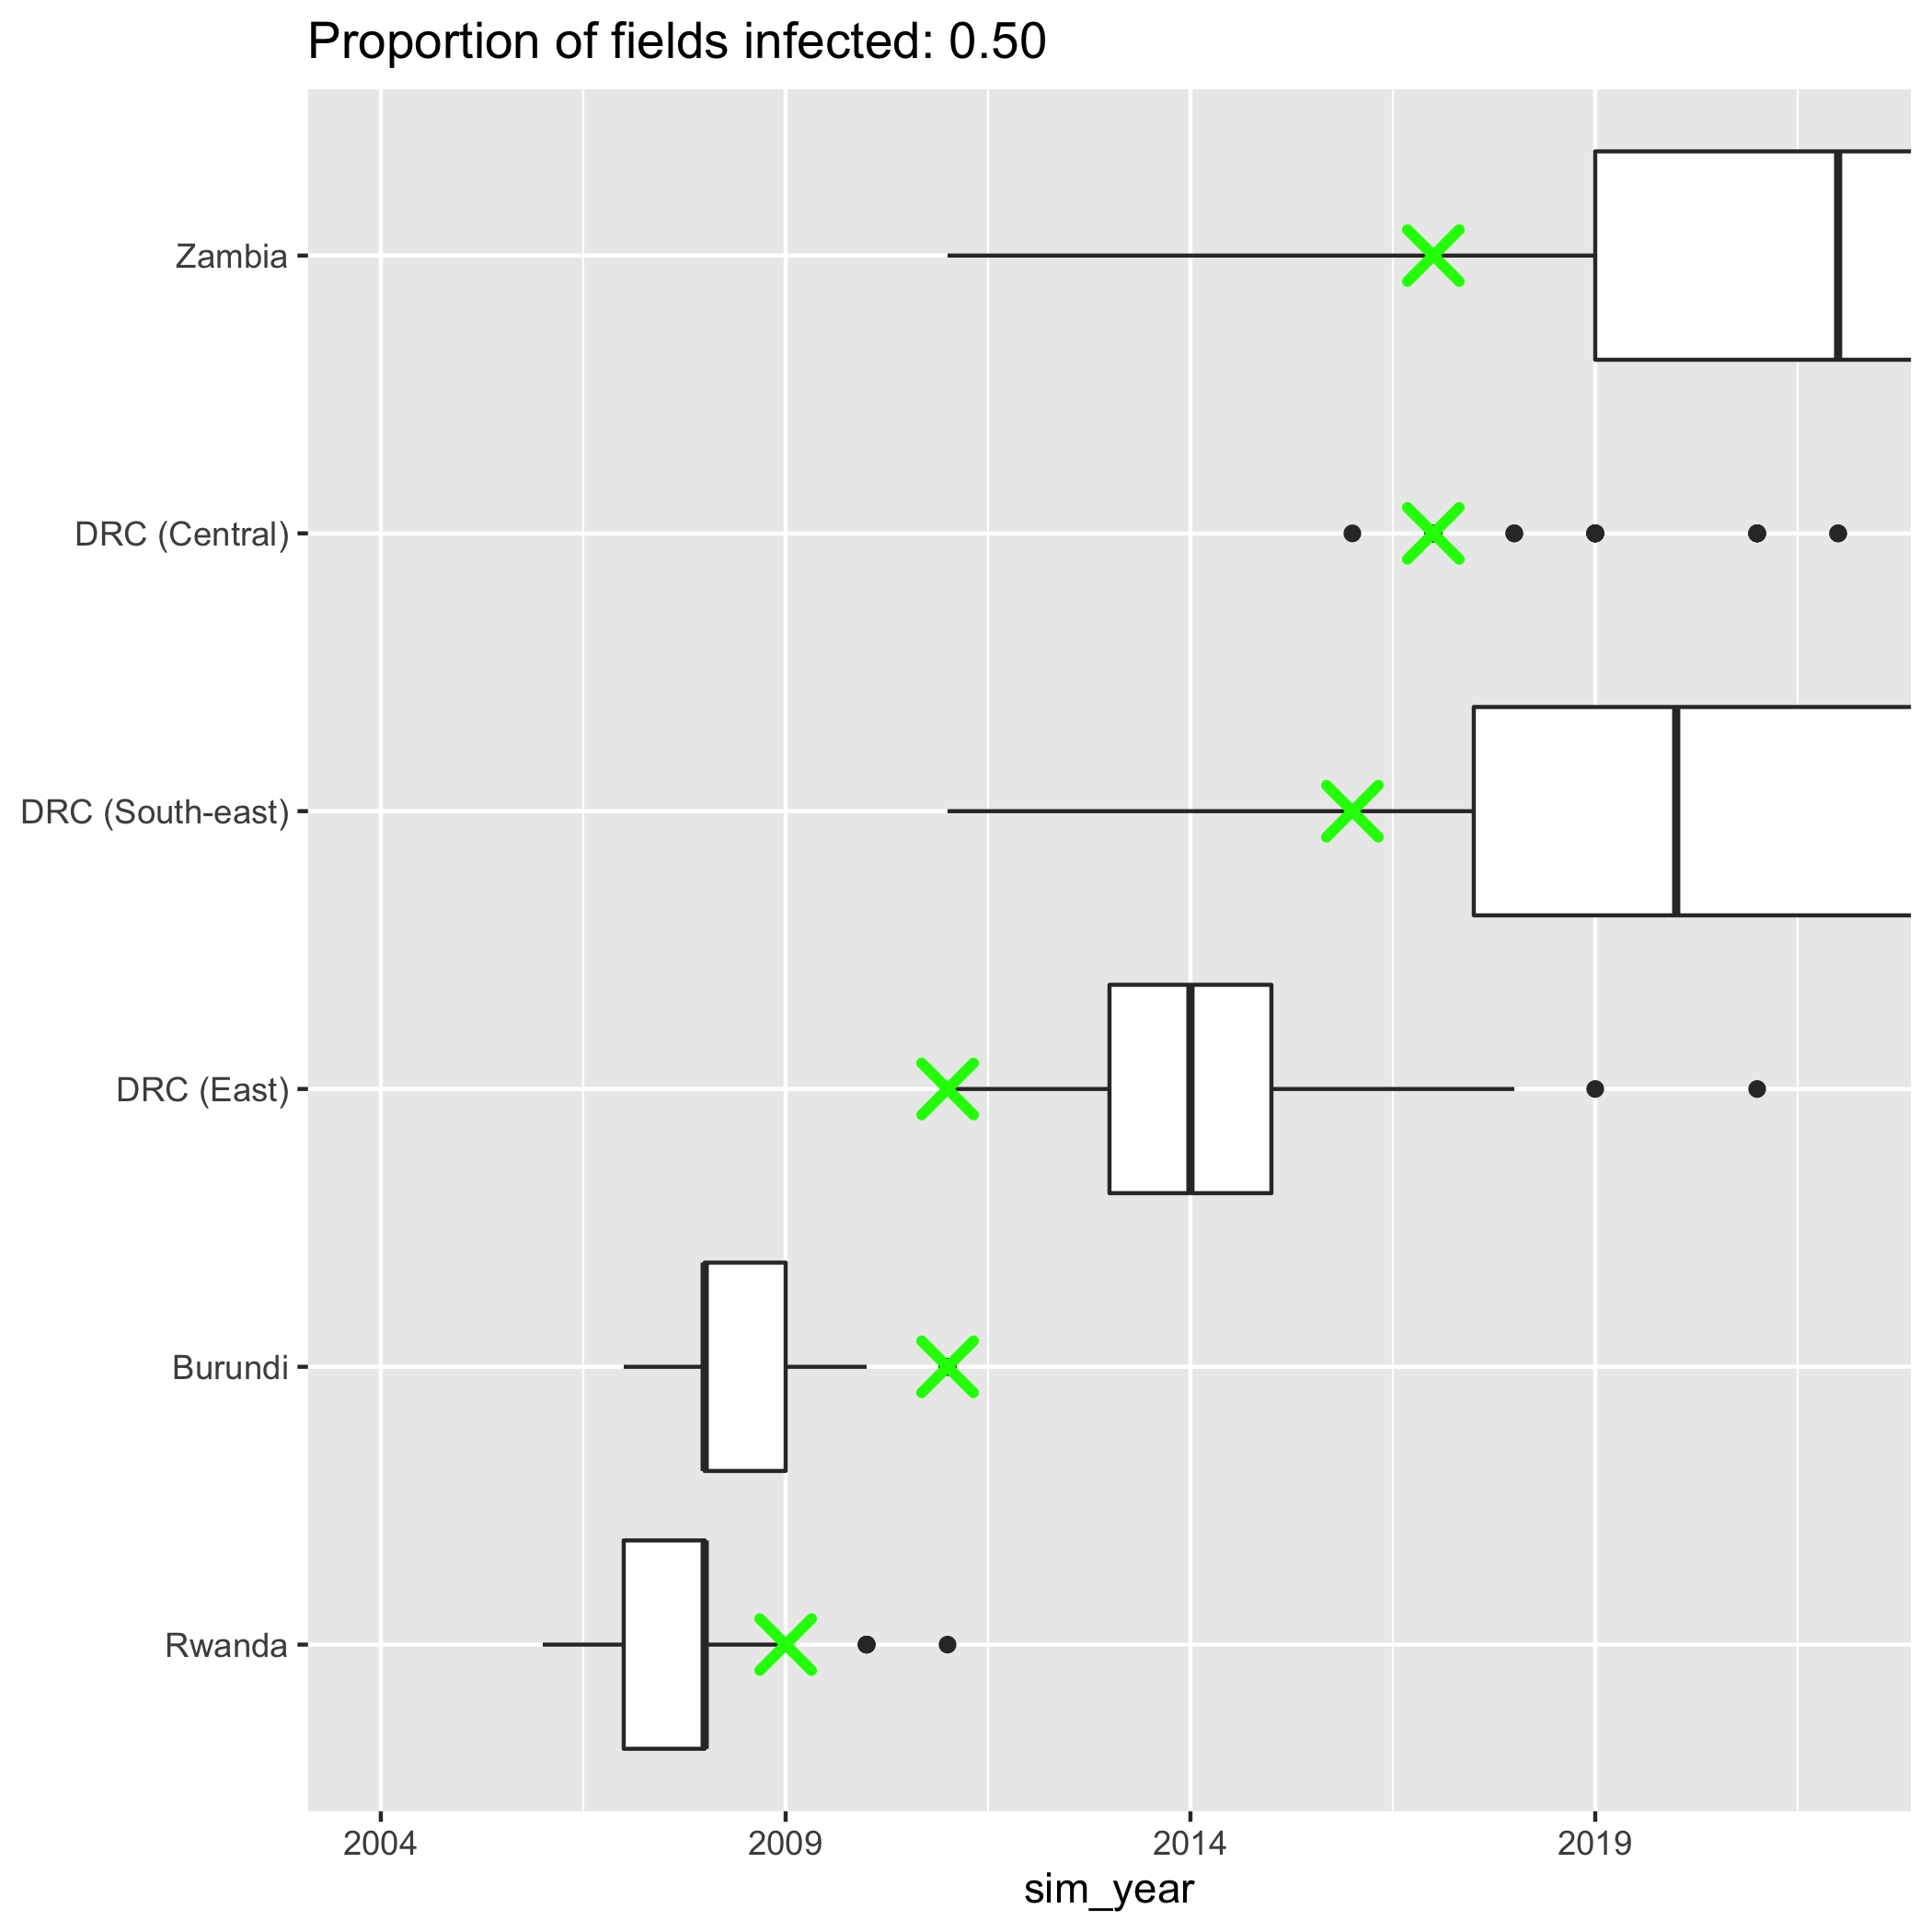 Proportion of fields infected: 0.50
Zambia
DRC (Central)
DRC (South-east)
DRC (East)
Burundi
Rwanda
2004 2009 2014 2019
sim_year